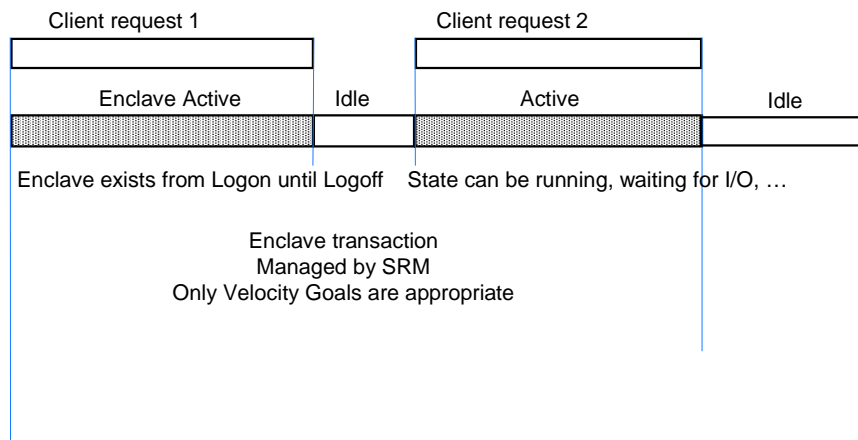 Client request 1
Client request 2
Enclave Active
Idle
Active
Idle
Enclave exists from Logon until Logoff
State can be running, waiting for I/O, …
Enclave transaction
Managed by SRM
Only Velocity Goals are appropriate